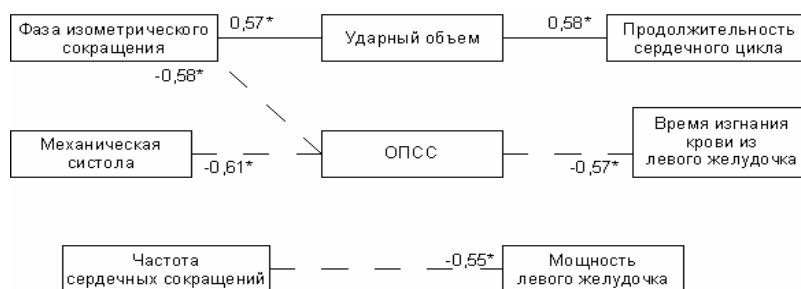 Фаза изометрического
сокращения
0,57*
Ударный объем
0,58*
Продолжительность
сердечного цикла
-0,58*
Механическая
систола
-0,61*
ОПСС
-0,57*
Время изгнания
крови из
левого желудочка
Частота
сердечных сокращений
-0,55*
Мощность
левого желудочка